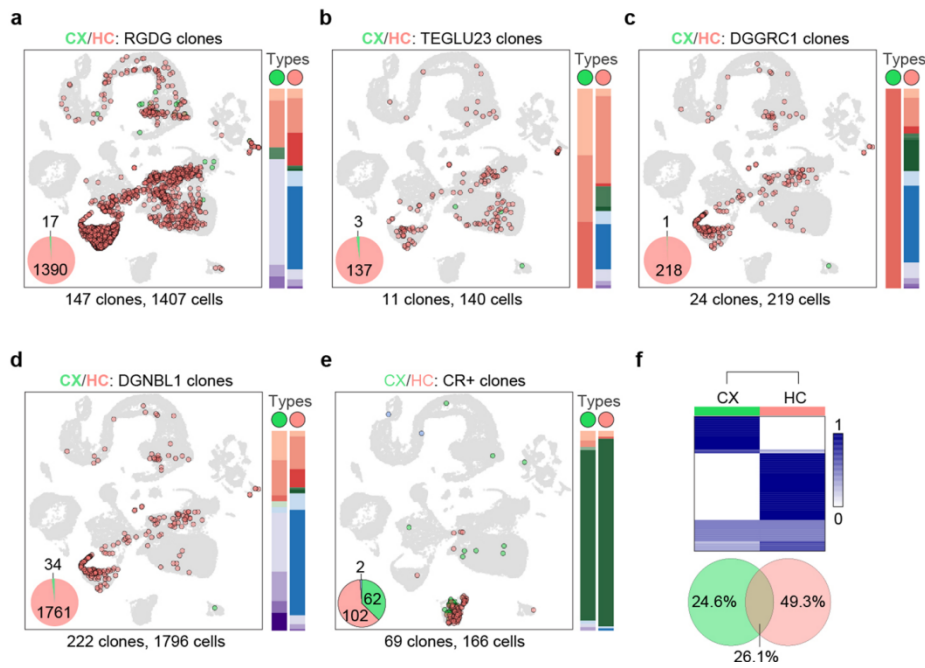 a
CX/HC: RGDG clones
Types
17
1390
147 clones, 1407 cells
b
CX/HC: TEGLU23 clones
Types
3
137
11 clones, 140 cells
c
CX/HC: DGGRC1 clones
Types
1
218
24 clones, 219 cells
d
CX/HC: DGNBL1 clones
Types
34
1761
222 clones, 1796 cells
e
CX/HC: CR+ clones
Types
2
62
102
69 clones, 166 cells
f
CX HC
1
0
24.6% 49.3%
26.1%